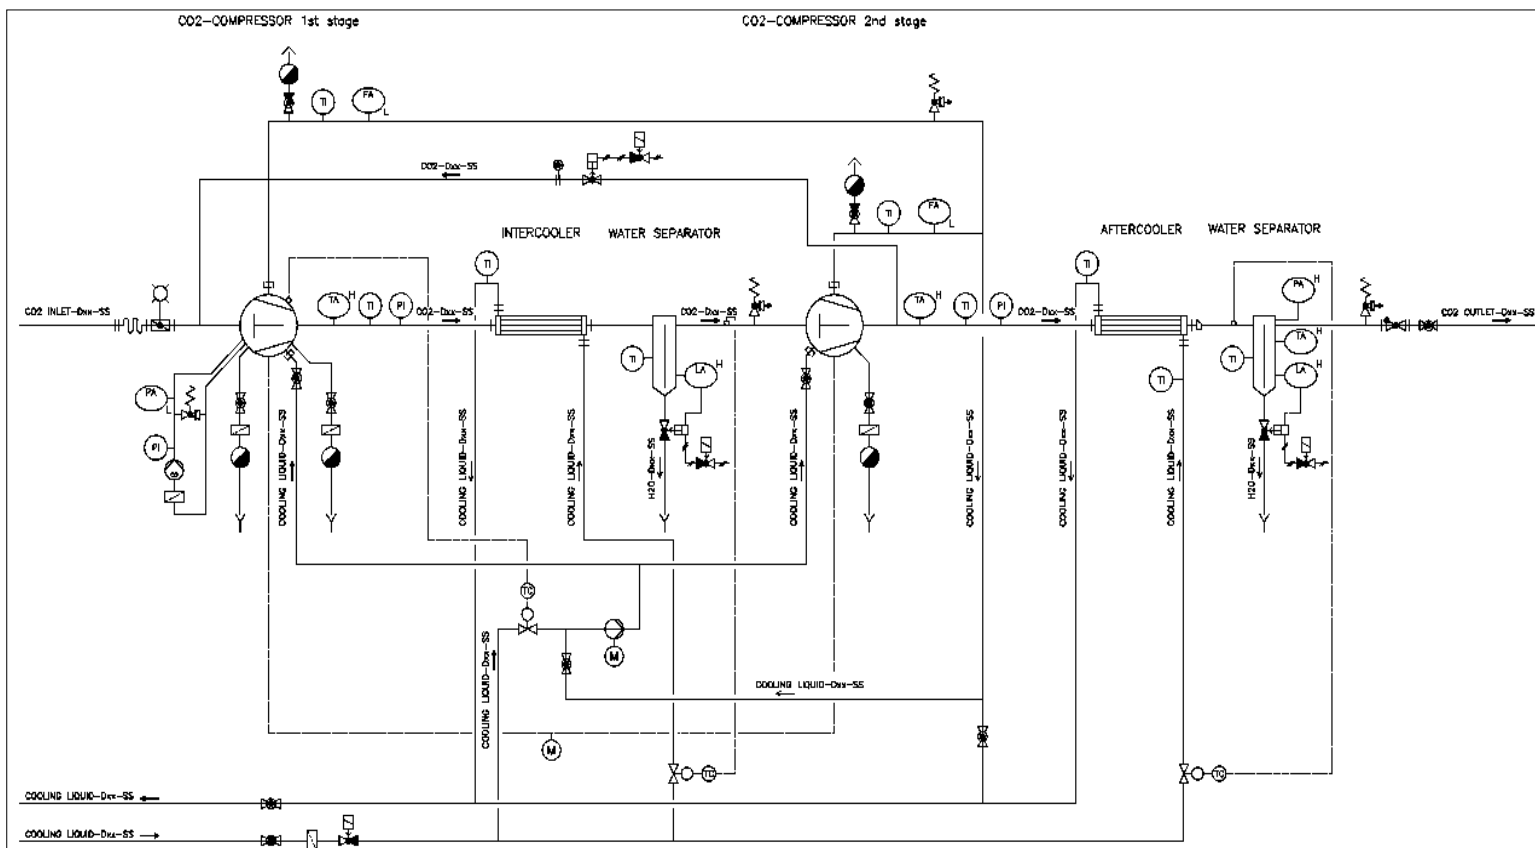 CO2-COMPRESSOR 1st stage
CO2-COMPRESSOR 2nd stage
TI
FA
L
CO2-Dxx-SS
TI
FA
L
INTERCOOLER
WATER SEPARATOR
AFTERCOOLER
WATER SEPARATOR
TI
TI
CO2 INLET-Dxx-SS
TA
H
TI
PI
CO2-Dxx-SS
CO2-Dxx-SS
TA
H
TI
PI
CO2-Dxx-SS
PA
H
CO2 OUTLET-Dxx-SS
TI
LA
H
TI
TA
H
LA
H
TI
PA
L
PI
COOLING LIQUID-Dxx-SS
COOLING LIQUID-Dxx-SS
COOLING LIQUID-Dxx-SS
H2O-Dxx-SS
COOLING LIQUID-Dxx-SS
COOLING LIQUID-Dxx-SS
COOLING LIQUID-Dxx-SS
COOLING LIQUID-Dxx-SS
H2O-Dxx-SS
TC
M
COOLING LIQUID-Dxx-SS
COOLING LIQUID-Dxx-SS
M
TC
TC
COOLING LIQUID-Dxx-SS
COOLING LIQUID-Dxx-SS